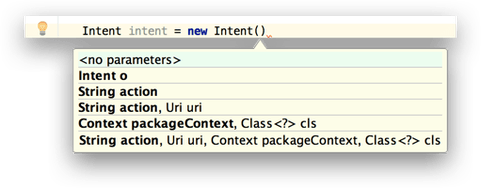 Intent intent = new Intent()
<no parameters>
Intent o
String action
String action, Uri uri
Context packageContext, Class<?> cls
String action, Uri uri, Context packageContext, Class<?> cls